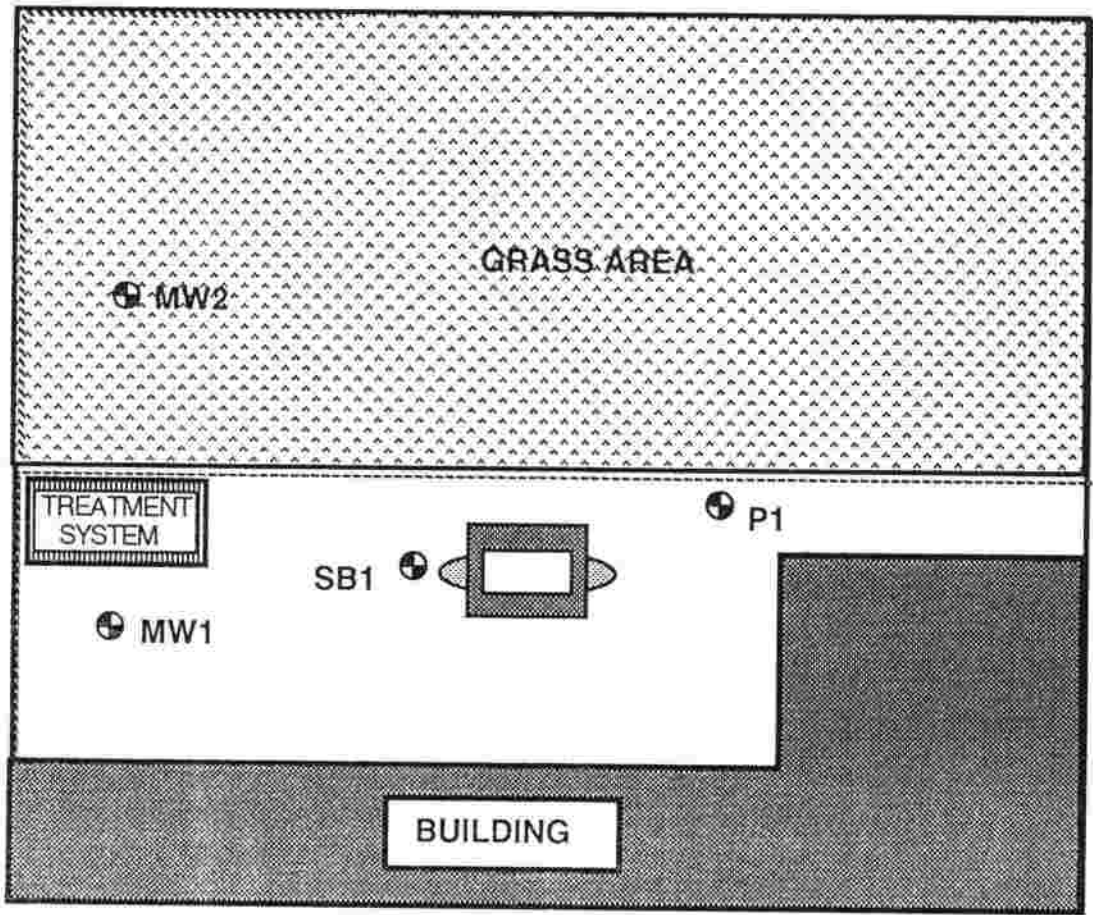 GRASS AREA
MW2
TREATMENT
SYSTEM
P1
SB1
MW1
BUILDING